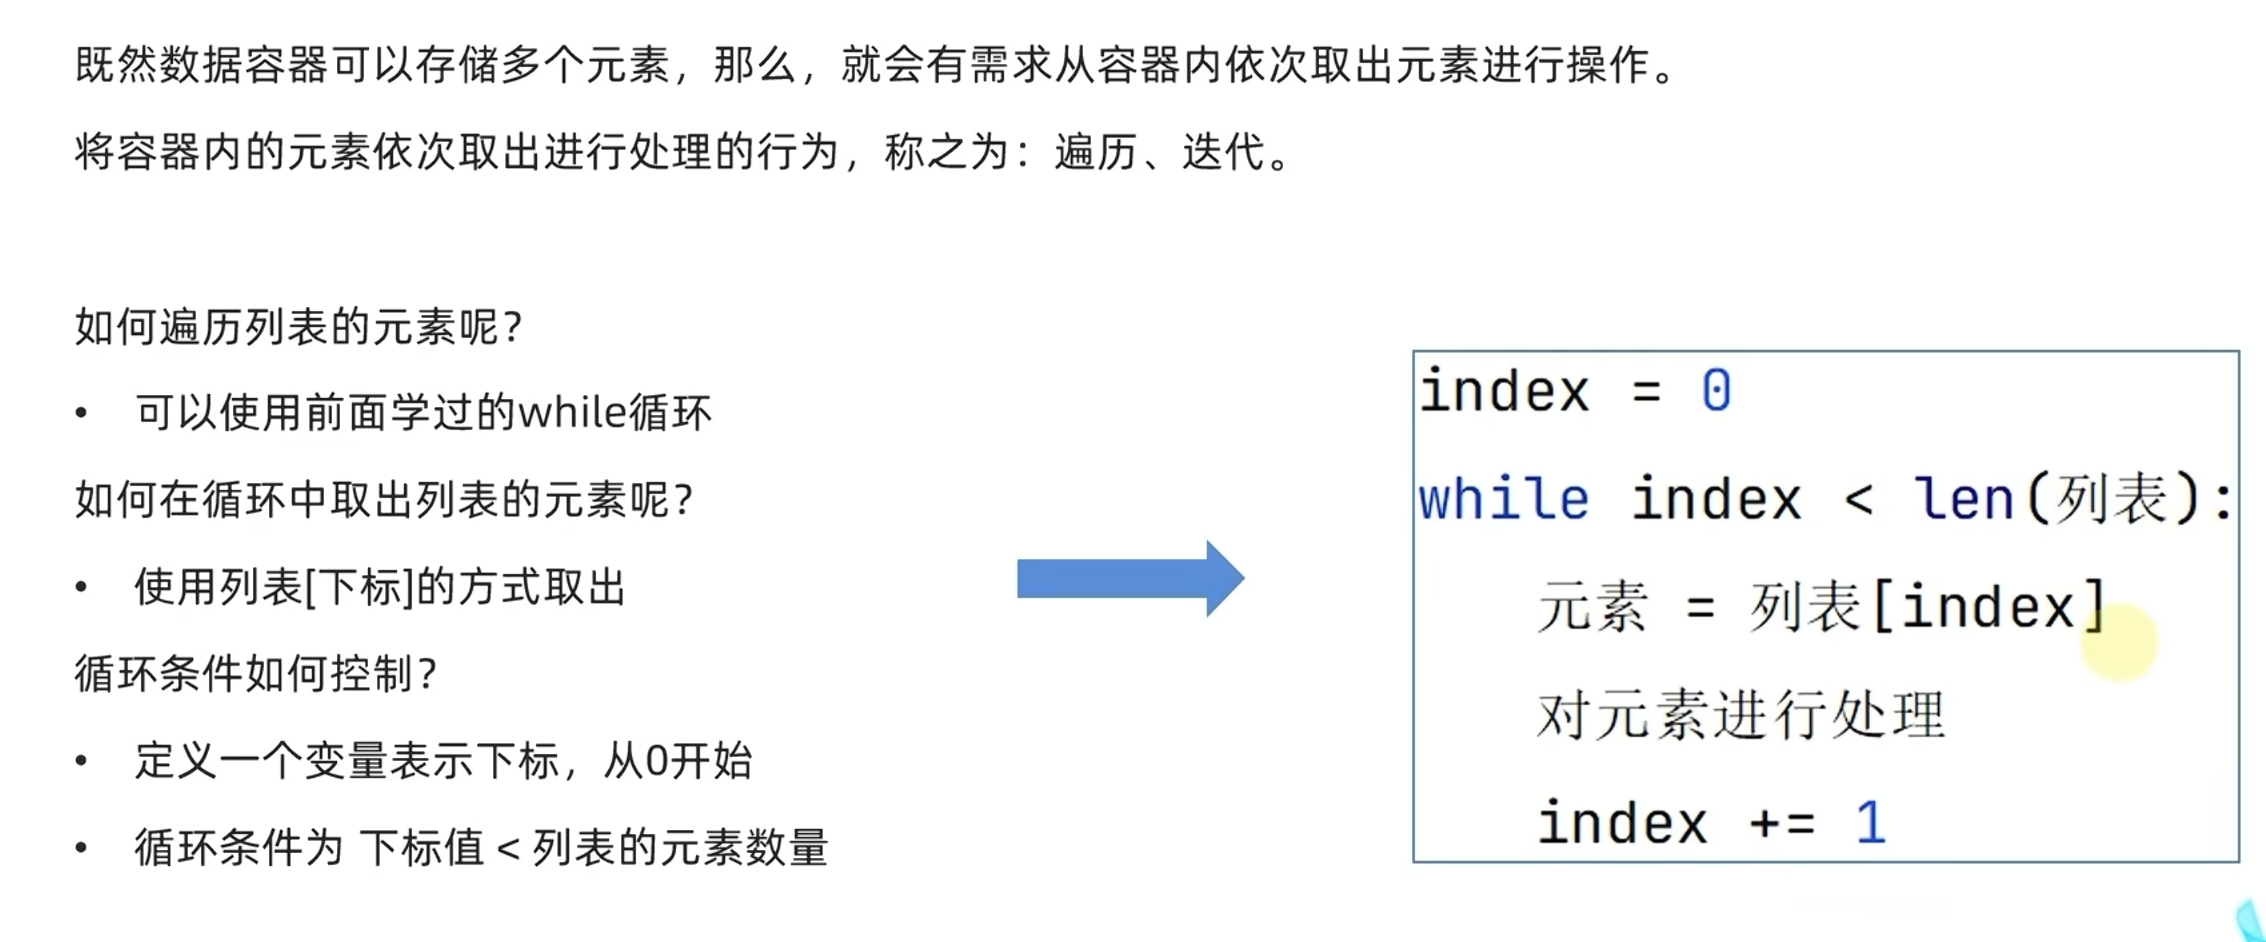 既然数据容器可以存储多个元素，那么，就会有需求从容器内依次取出元素进行操作。
将容器内的元素依次取出进行处理的行为，称之为：遍历、迭代。
如何遍历列表的元素呢？
• 可以使用前面学过的while循环
如何在循环中取出列表的元素呢？
• 使用列表[下标]的方式取出
循环条件如何控制？
• 定义一个变量表示下标，从0开始
• 循环条件为 下标值 < 列表的元素数量
index = 0
while index < len(列表):
元素 = 列表[index]
对元素进行处理
index += 1